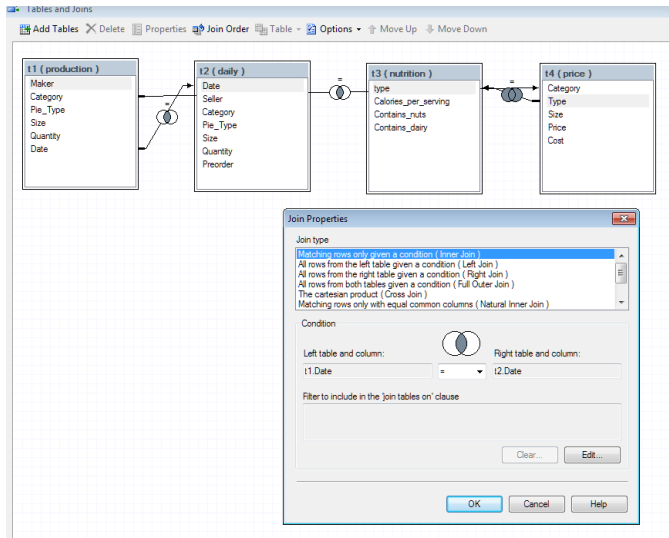 Tables and Joins
Add Tables Delete Properties Join Order Table Options Move Up Move Down
t1 ( production )
Maker
Category
Pie_Type
Size
Quantity
Date
t2 ( daily )
Date
Seller
Category
Pie_Type
Size
Quantity
Preorder
t3 ( nutrition )
type
Calories_per_serving
Contains_nuts
Contains_dairy
t4 ( price )
Category
Type
Size
Price
Cost
=
=
=
Join Properties
Join type
Matching rows only given a condition ( Inner Join )
All rows from the left table given a condition ( Left Join )
All rows from the right table given a condition ( Right Join )
All rows from both tables given a condition ( Full Outer Join )
The cartesian product ( Cross Join )
Matching rows only with equal common columns ( Natural Inner Join )
Condition
Left table and column: Right table and column:
t1.Date = t2.Date
Filter to include in the 'join tables on' clause
Clear... Edit...
OK Cancel Help